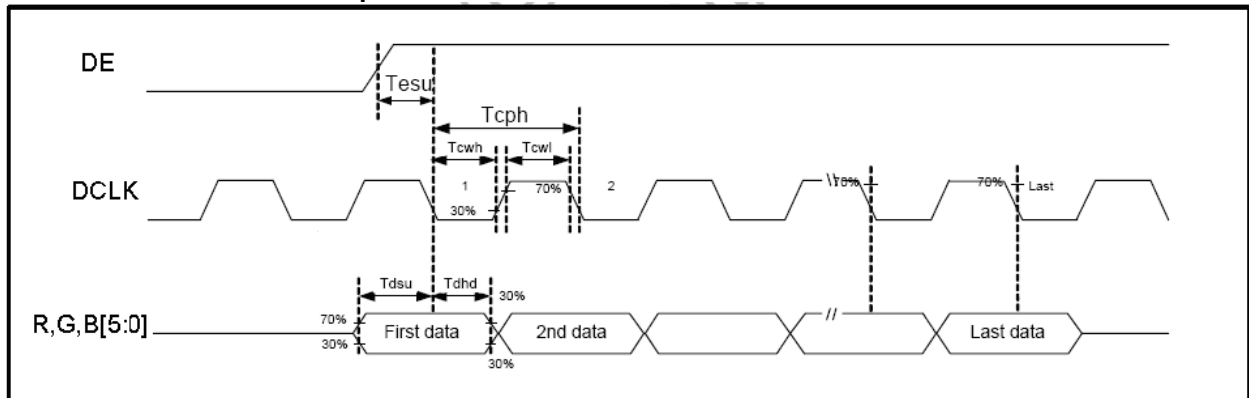 DE
Tesu
Tcph
Tcwh Tcwl
DCLK 1 70% 2 \\ 70% 70% Last
30%
Tdsu Tdhd
30%
R,G,B[5:0] 70% First data 2nd data // Last data
30%
30%